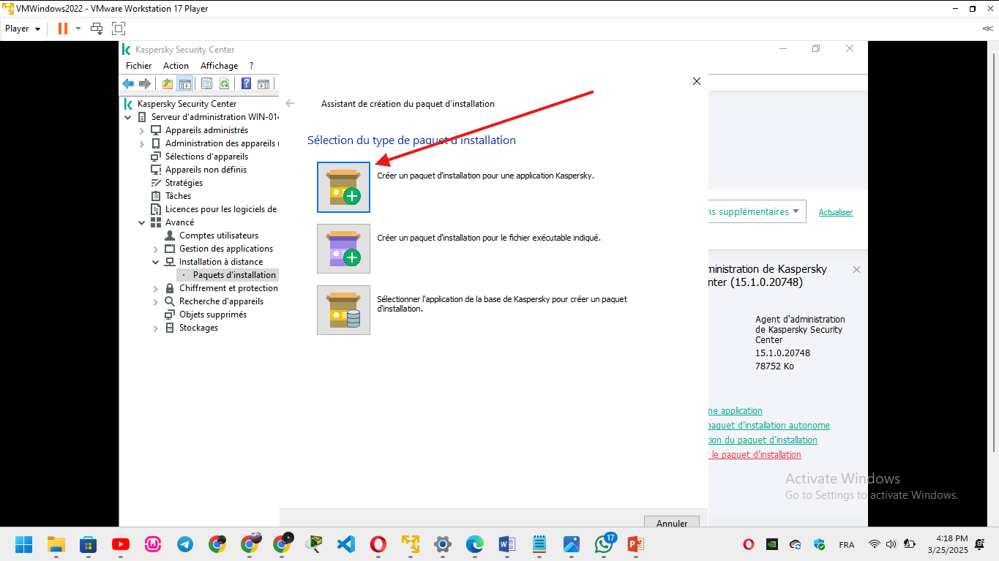 VMWindows2022 - VMware Workstation 17 Player
Player
Kaspersky Security Center
Fichier Action Affichage ?
Kaspersky Security Center
Serveur d'administration WIN-014
Appareils administrés
Administration des appareils
Sélections d'appareils
Appareils non définis
Stratégies
Tâches
Licences pour les logiciels de
Avancé
Comptes utilisateurs
Gestion des applications
Installation à distance
Paquets d'installation
Chiffrement et protection
Recherche d'appareils
Objets supprimés
Stockages
Assistant de création du paquet d'installation
Sélection du type de paquet d'installation
Créer un paquet d'installation pour une application Kaspersky.
Créer un paquet d'installation pour le fichier exécutable indiqué.
Sélectionner l'application de la base de Kaspersky pour créer un paquet
d'installation.
Annuler
ns supplémentaires
Actualiser
ministration de Kaspersky
nter (15.1.0.20748)
Agent d'administration
de Kaspersky Security
Center
15.1.0.20748
78752 Ko
ne application
paquet d'installation autonome
tion du paquet d'installation
r le paquet d'installation
Activate Windows
Go to Settings to activate Windows.
17
FRA
4:18 PM
3/25/2025